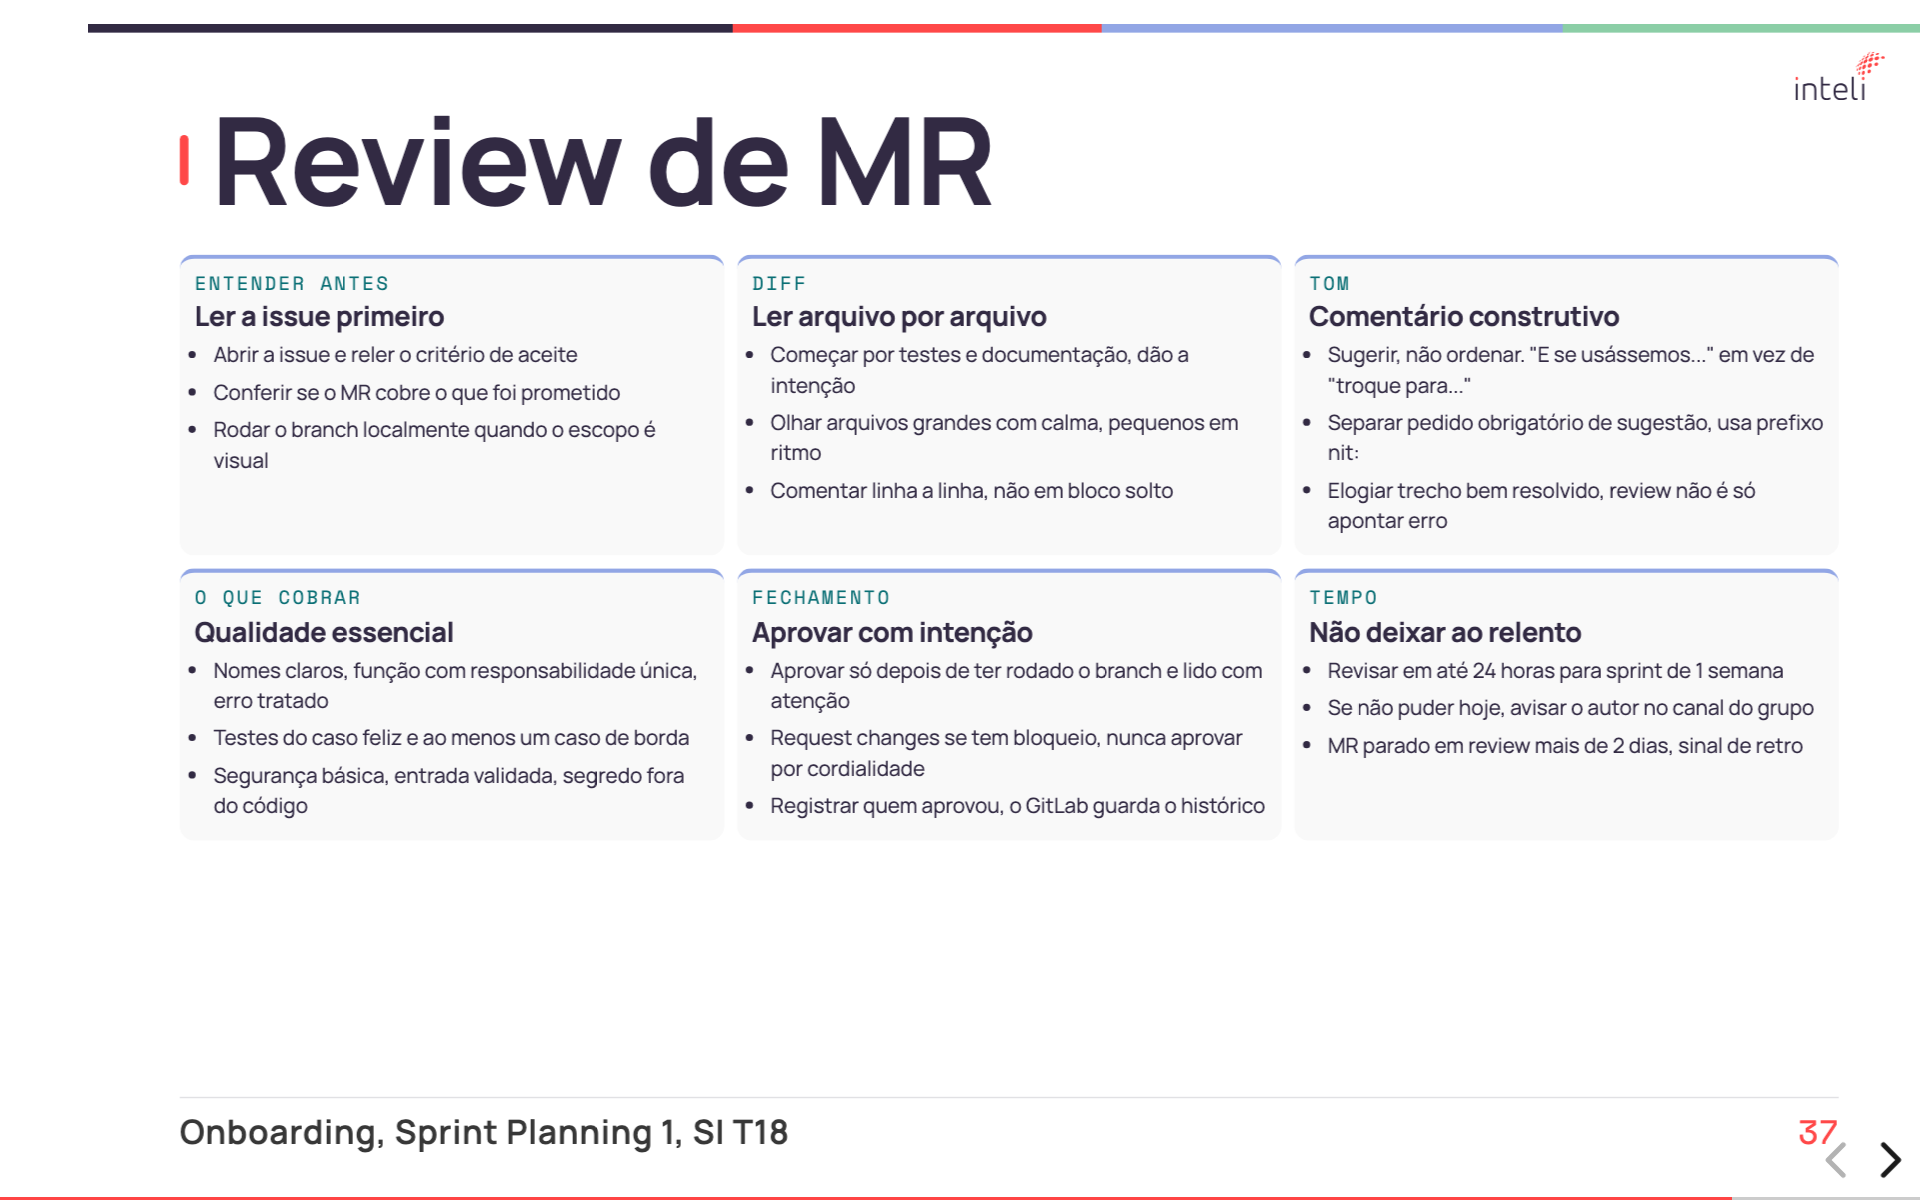 inteli
Review de MR
ENTENDER ANTES
Ler a issue primeiro
• Abrir a issue e reler o critério de aceite
• Conferir se o MR cobre o que foi prometido
• Rodar o branch localmente quando o escopo é
visual
DIFF
Ler arquivo por arquivo
• Começar por testes e documentação, dão a
intenção
• Olhar arquivos grandes com calma, pequenos em
ritmo
• Comentar linha a linha, não em bloco solto
TOM
Comentário construtivo
• Sugerir, não ordenar. "E se usássemos..." em vez de
"troque para..."
• Separar pedido obrigatório de sugestão, usa prefixo
nit:
• Elogiar trecho bem resolvido, review não é só
apontar erro
O QUE COBRAR
Qualidade essencial
• Nomes claros, função com responsabilidade única,
erro tratado
• Testes do caso feliz e ao menos um caso de borda
• Segurança básica, entrada validada, segredo fora
do código
FECHAMENTO
Aprovar com intenção
• Aprovar só depois de ter rodado o branch e lido com
atenção
• Request changes se tem bloqueio, nunca aprovar
por cordialidade
• Registrar quem aprovou, o GitLab guarda o histórico
TEMPO
Não deixar ao relento
• Revisar em até 24 horas para sprint de 1 semana
• Se não puder hoje, avisar o autor no canal do grupo
• MR parado em review mais de 2 dias, sinal de retro
Onboarding, Sprint Planning 1, SI T18
37